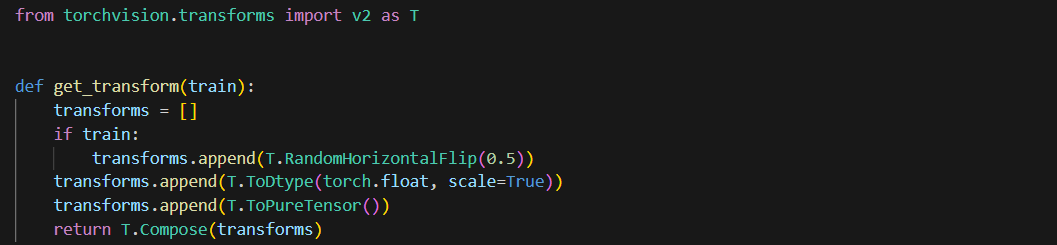 from torchvision.transforms import v2 as T
def get_transform(train):
    transforms = []
    if train:
        transforms.append(T.RandomHorizontalFlip(0.5))
    transforms.append(T.ToDtype(torch.float, scale=True))
    transforms.append(T.ToPureTensor())
    return T.Compose(transforms)